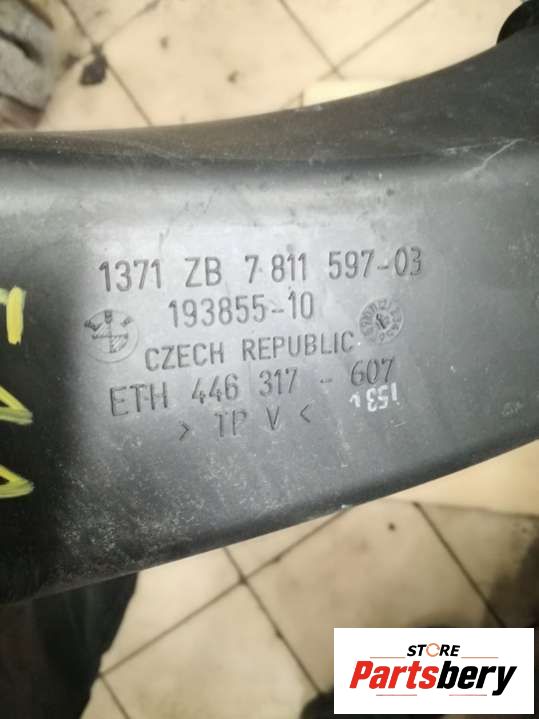 1371 ZB 7 811 597-03
193855-10
CZECH REPUBLIC
ETH 446 317 - 607
> TP V <
153
STORE
Partsbery